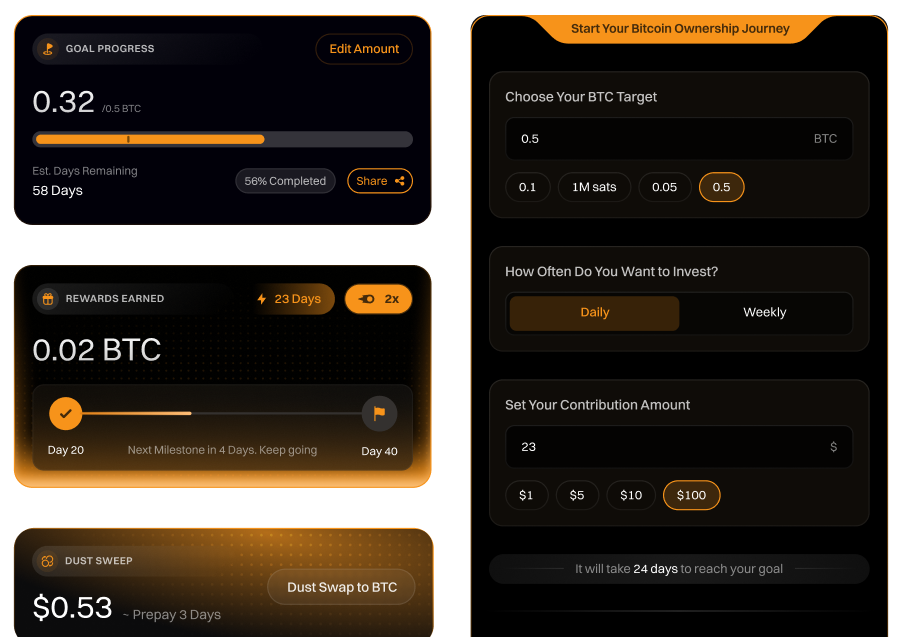 GOAL PROGRESS
Edit Amount
0.32 /0.5 BTC
Est. Days Remaining
58 Days
56% Completed
Share
REWARDS EARNED
23 Days
2x
0.02 BTC
Day 20
Next Milestone in 4 Days. Keep going
Day 40
DUST SWEEP
Dust Swap to BTC
$0.53 ~ Prepay 3 Days
Start Your Bitcoin Ownership Journey
Choose Your BTC Target
0.5 BTC
0.1 1M sats 0.05 0.5
How Often Do You Want to Invest?
Daily Weekly
Set Your Contribution Amount
23 $
$1 $5 $10 $100
It will take 24 days to reach your goal